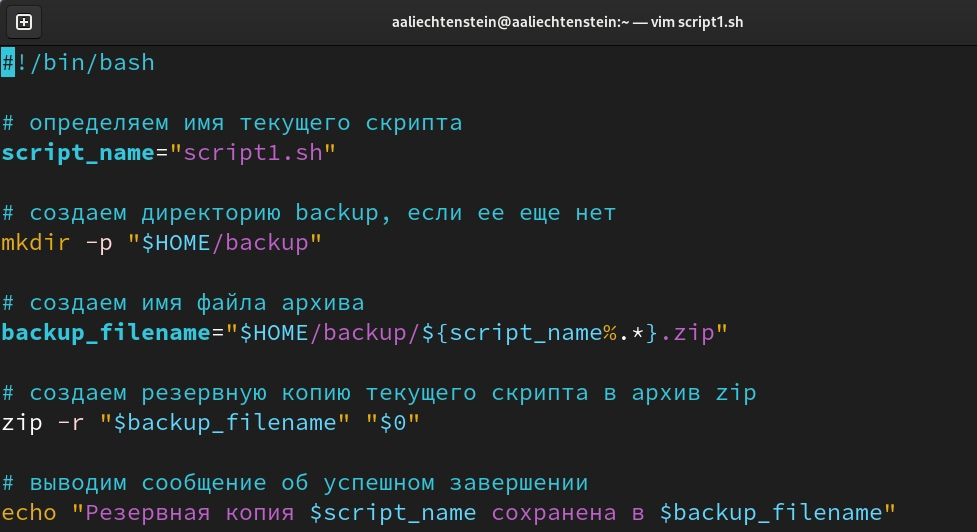 aaliechtenstein@aaliechtenstein:~ — vim script1.sh
#!/bin/bash
# определяем имя текущего скрипта
script_name="script1.sh"
# создаем директорию backup, если ее еще нет
mkdir -p "$HOME/backup"
# создаем имя файла архива
backup_filename="$HOME/backup/${script_name%.*}.zip"
# создаем резервную копию текущего скрипта в архив zip
zip -r "$backup_filename" "$0"
# выводим сообщение об успешном завершении
echo "Резервная копия $script_name сохранена в $backup_filename"